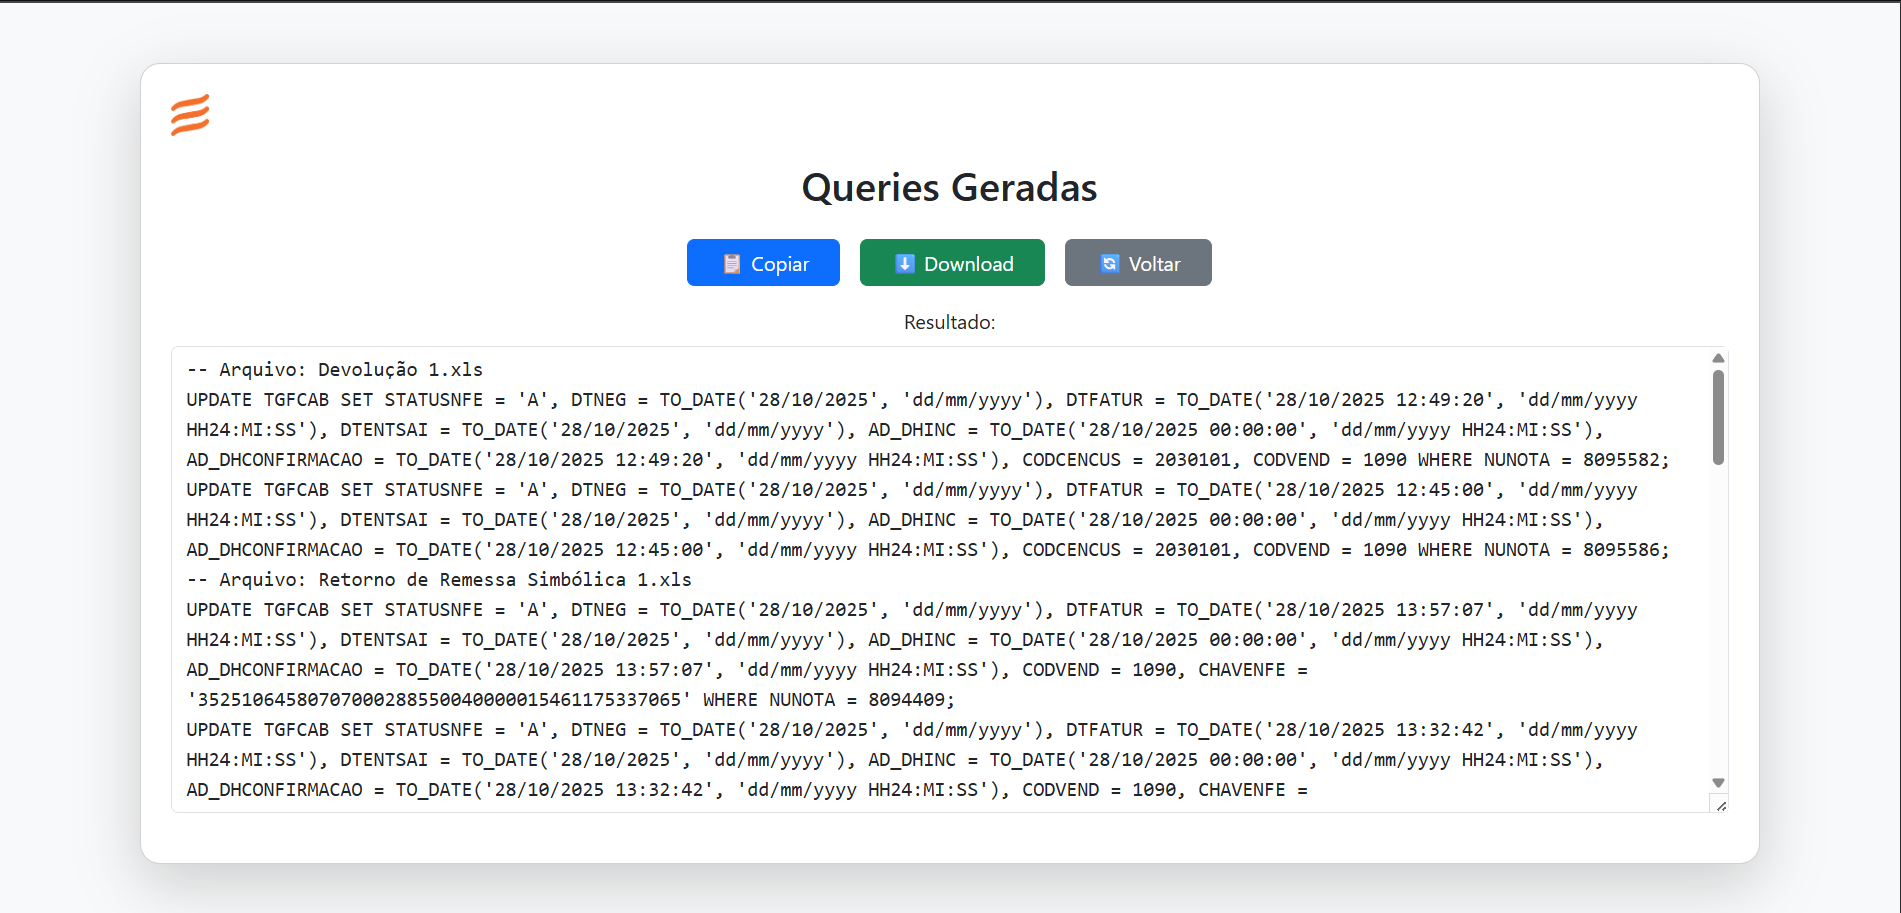 Queries Geradas
Copiar
Download
Voltar
Resultado:
-- Arquivo: Devolução 1.xls
UPDATE TGFCAB SET STATUSNFE = 'A', DTNEG = TO_DATE('28/10/2025', 'dd/mm/yyyy'), DTFATUR = TO_DATE('28/10/2025 12:49:20', 'dd/mm/yyyy
HH24:MI:SS'), DTENTSAI = TO_DATE('28/10/2025', 'dd/mm/yyyy'), AD_DHINC = TO_DATE('28/10/2025 00:00:00', 'dd/mm/yyyy HH24:MI:SS'),
AD_DHCONFIRMACAO = TO_DATE('28/10/2025 12:49:20', 'dd/mm/yyyy HH24:MI:SS'), CODCENCUS = 2030101, CODVEND = 1090 WHERE NUNOTA = 8095582;
UPDATE TGFCAB SET STATUSNFE = 'A', DTNEG = TO_DATE('28/10/2025', 'dd/mm/yyyy'), DTFATUR = TO_DATE('28/10/2025 12:45:00', 'dd/mm/yyyy
HH24:MI:SS'), DTENTSAI = TO_DATE('28/10/2025', 'dd/mm/yyyy'), AD_DHINC = TO_DATE('28/10/2025 00:00:00', 'dd/mm/yyyy HH24:MI:SS'),
AD_DHCONFIRMACAO = TO_DATE('28/10/2025 12:45:00', 'dd/mm/yyyy HH24:MI:SS'), CODCENCUS = 2030101, CODVEND = 1090 WHERE NUNOTA = 8095586;
-- Arquivo: Retorno de Remessa Simbólica 1.xls
UPDATE TGFCAB SET STATUSNFE = 'A', DTNEG = TO_DATE('28/10/2025', 'dd/mm/yyyy'), DTFATUR = TO_DATE('28/10/2025 13:57:07', 'dd/mm/yyyy
HH24:MI:SS'), DTENTSAI = TO_DATE('28/10/2025', 'dd/mm/yyyy'), AD_DHINC = TO_DATE('28/10/2025 00:00:00', 'dd/mm/yyyy HH24:MI:SS'),
AD_DHCONFIRMACAO = TO_DATE('28/10/2025 13:57:07', 'dd/mm/yyyy HH24:MI:SS'), CODVEND = 1090, CHAVENFE =
'35251064580707000288550040000015461175337065' WHERE NUNOTA = 8094409;
UPDATE TGFCAB SET STATUSNFE = 'A', DTNEG = TO_DATE('28/10/2025', 'dd/mm/yyyy'), DTFATUR = TO_DATE('28/10/2025 13:32:42', 'dd/mm/yyyy
HH24:MI:SS'), DTENTSAI = TO_DATE('28/10/2025', 'dd/mm/yyyy'), AD_DHINC = TO_DATE('28/10/2025 00:00:00', 'dd/mm/yyyy HH24:MI:SS'),
AD_DHCONFIRMACAO = TO_DATE('28/10/2025 13:32:42', 'dd/mm/yyyy HH24:MI:SS'), CODVEND = 1090, CHAVENFE =